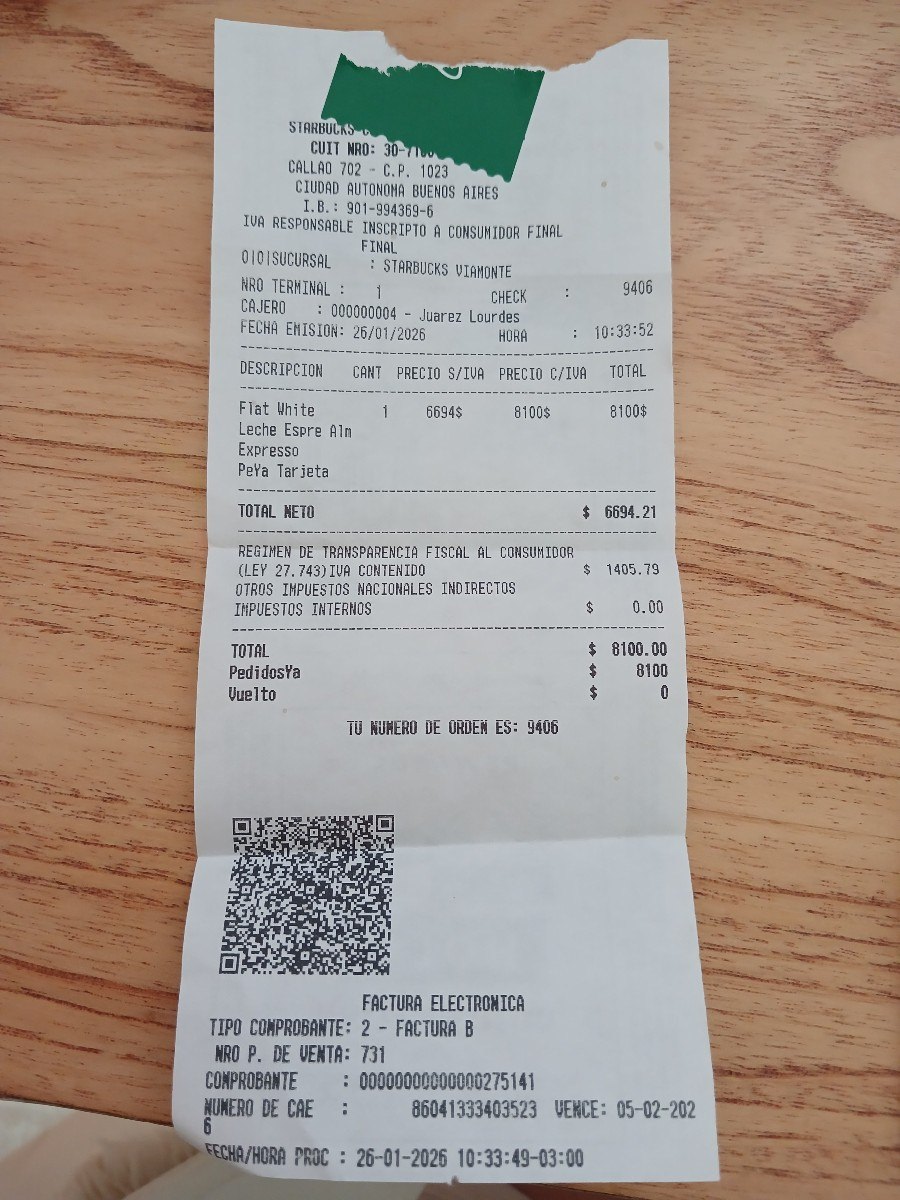 STARBUCKS
CUIT NRO: 30-
CALLAO 702 - C.P. 1023
CIUDAD AUTONOMA BUENOS AIRES
I.B.: 901-994369-6
IVA RESPONSABLE INSCRIPTO A CONSUMIDOR FINAL
FINAL
0|0|SUCURSAL : STARBUCKS VIAMONTE
NRO TERMINAL : 1 CHECK : 9406
CAJERO : 000000004 - Juarez Lourdes
FECHA EMISION: 26/01/2026 HORA : 10:33:52
DESCRIPCION CANT PRECIO S/IVA PRECIO C/IVA TOTAL
Flat White 1 6694$ 8100$ 8100$
Leche Espre Alm
Expresso
PeYa Tarjeta
TOTAL NETO $ 6694.21
REGIMEN DE TRANSPARENCIA FISCAL AL CONSUMIDOR
(LEY 27.743)IVA CONTENIDO $ 1405.79
OTROS IMPUESTOS NACIONALES INDIRECTOS
IMPUESTOS INTERNOS $ 0.00
TOTAL $ 8100.00
PedidosYa $ 8100
Vuelto $ 0
TU NUMERO DE ORDEN ES: 9406
FACTURA ELECTRONICA
TIPO COMPROBANTE: 2 - FACTURA B
NRO P. DE VENTA: 731
COMPROBANTE : 00000000000000275141
NUMERO DE CAE : 86041333403523 VENCE: 05-02-202
6
FECHA/HORA PROC : 26-01-2026 10:33:49-03:00